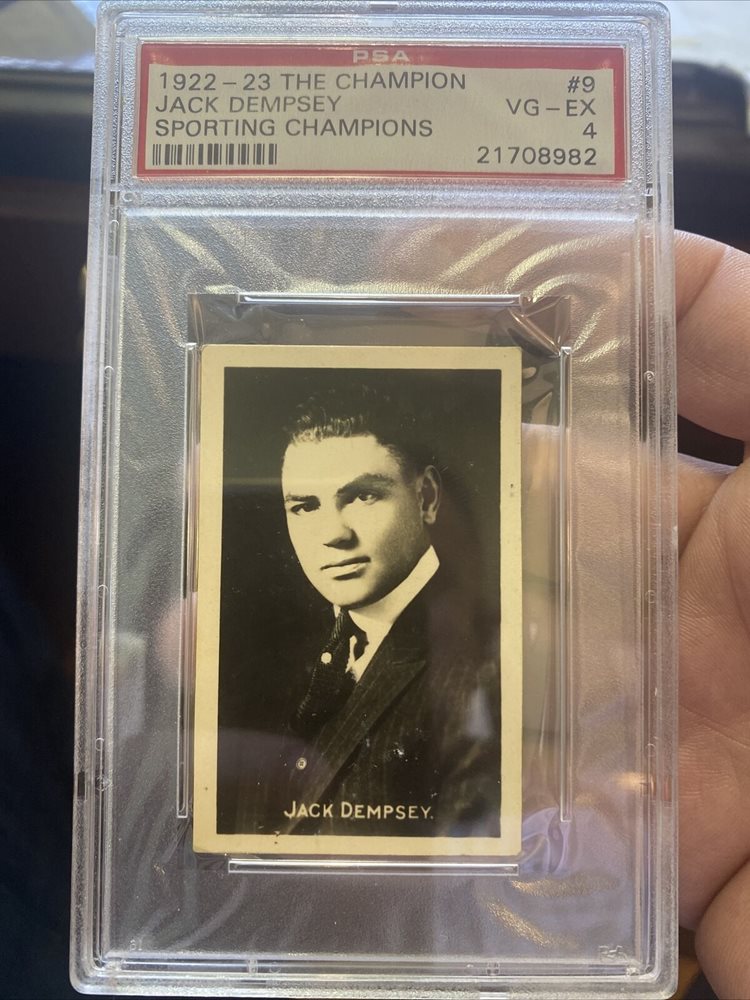 PSA
1922-23 THE CHAMPION #9
JACK DEMPSEY VG-EX
SPORTING CHAMPIONS 4
21708982
JACK DEMPSEY.